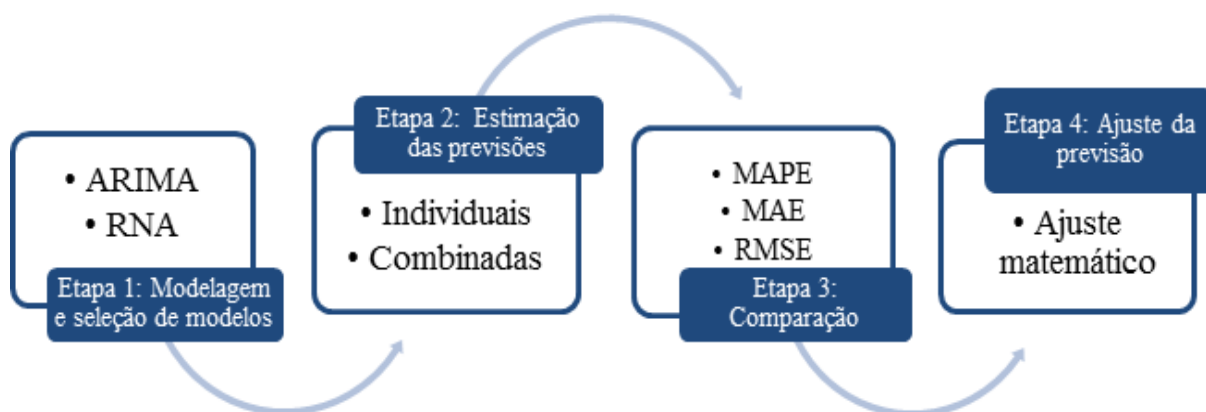 • ARIMA
• RNA
Etapa 1: Modelagem
e seleção de modelos
Etapa 2: Estimação
das previsões
• Individuais
• Combinadas
• MAPE
• MAE
• RMSE
Etapa 3:
Comparação
Etapa 4: Ajuste da
previsão
• Ajuste
matemático